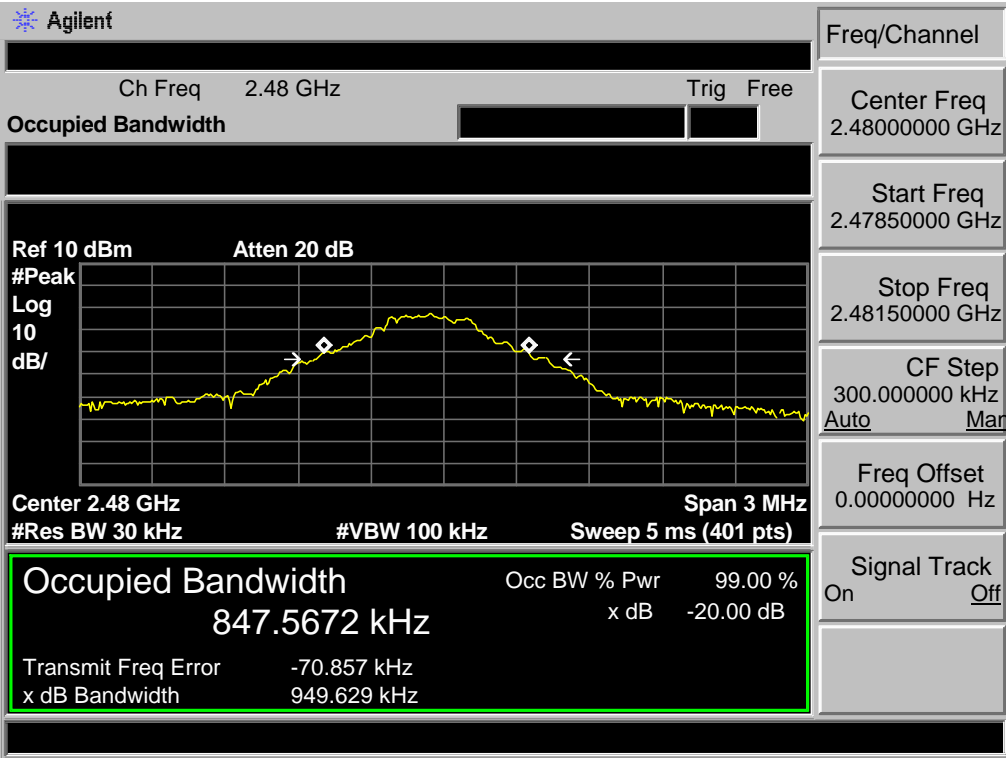 Agilent
Ch Freq 2.48 GHz Trig Free
Occupied Bandwidth
Ref 10 dBm Atten 20 dB
#Peak
Log
10
dB/
Center 2.48 GHz Span 3 MHz
#Res BW 30 kHz #VBW 100 kHz Sweep 5 ms (401 pts)
Occupied Bandwidth
847.5672 kHz
Occ BW % Pwr 99.00 %
x dB -20.00 dB
Transmit Freq Error -70.857 kHz
x dB Bandwidth 949.629 kHz
Freq/Channel
Center Freq
2.48000000 GHz
Start Freq
2.47850000 GHz
Stop Freq
2.48150000 GHz
CF Step
300.000000 kHz
Auto Man
Freq Offset
0.00000000 Hz
Signal Track
On Off